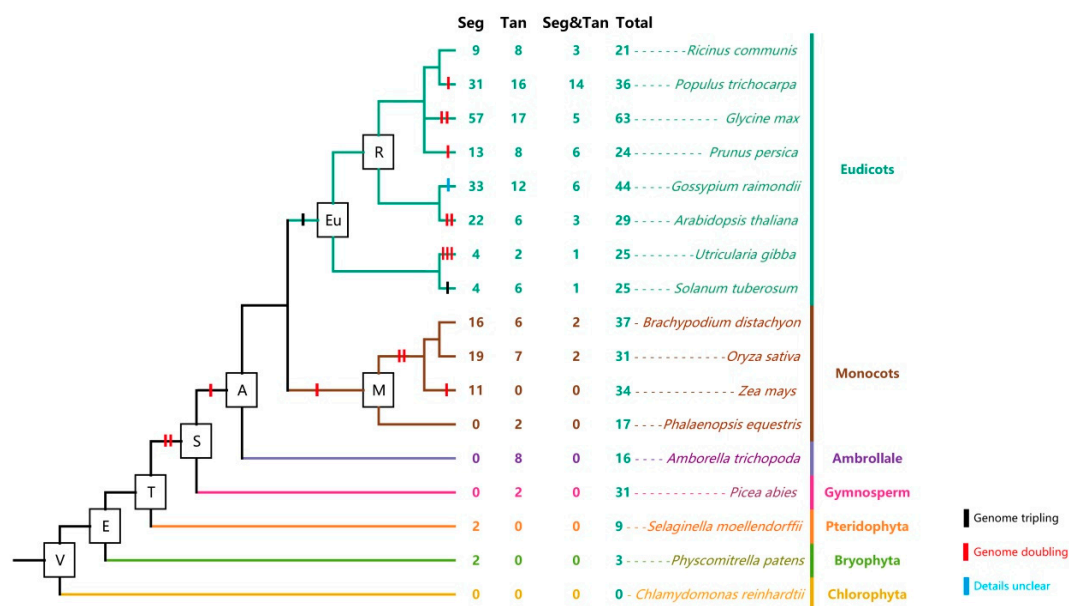 Seg Tan Seg&Tan Total
9 8 3 21 Ricinus communis
31 16 14 36 Populus trichocarpa
57 17 5 63 Glycine max
R 13 8 6 24 Prunus persica
Eudicots
33 12 6 44 Gossypium raimondii
Eu 22 6 3 29 Arabidopsis thaliana
4 2 1 25 Utricularia gibba
4 6 1 25 Solanum tuberosum
16 6 2 37 Brachypodium distachyon
19 7 2 31 Oryza sativa
Monocots
A M 11 0 0 34 Zea mays
0 2 0 17 Phalaenopsis equestris
S 0 8 0 16 Amborella trichopoda Ambrollale
T 0 2 0 31 Picea abies Gymnosperm
E 2 0 0 9 Selaginella moellendorffii Pteridophyta
V 2 0 0 3 Physcomitrella patens Bryophyta
0 0 0 0 Chlamydomonas reinhardtii Chlorophyta
Genome tripling
Genome doubling
Details unclear